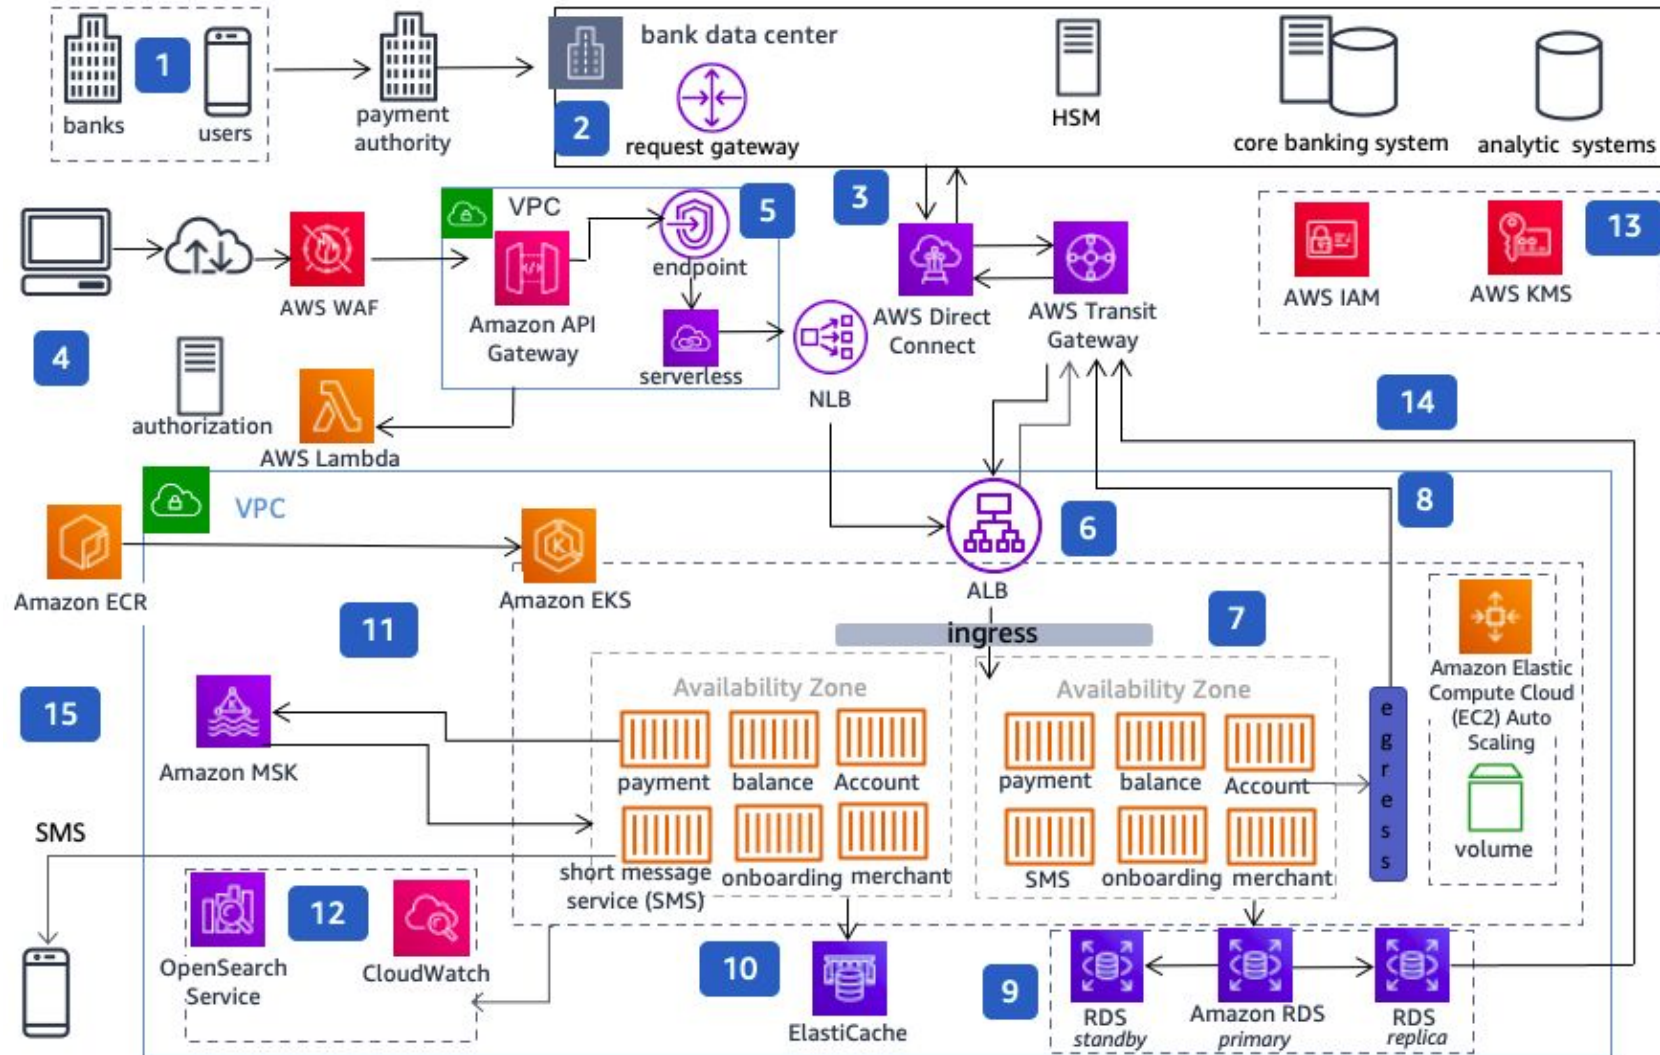 1
banks
users
payment
authority
bank data center
2
request gateway
HSM
core banking system
analytic systems
3
VPC
5
endpoint
AWS WAF
Amazon API
Gateway
serverless
NLB
AWS Direct
Connect
AWS Transit
Gateway
AWS IAM
AWS KMS
13
4
authorization
AWS Lambda
14
VPC
8
6
Amazon ECR
Amazon EKS
ALB
11
ingress
7
15
Amazon MSK
Availability Zone
payment
balance
Account
short message
service (SMS)
onboarding
merchant
Availability Zone
payment
balance
Account
SMS
onboarding
merchant
egress
Amazon Elastic
Compute Cloud
(EC2) Auto
Scaling
volume
SMS
12
OpenSearch
Service
CloudWatch
10
ElastiCache
9
RDS
standby
Amazon RDS
primary
RDS
replica